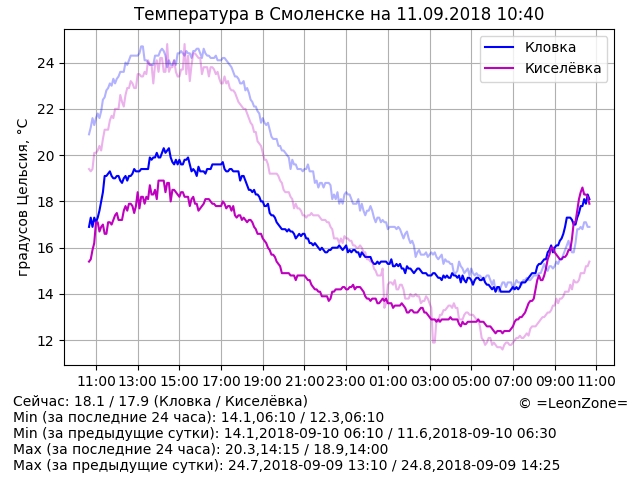 Температура в Смоленске на 11.09.2018 10:40
Кловка
Киселёвка
градусов Цельсия, °C
24
22
20
18
16
14
12
11:00 13:00 15:00 17:00 19:00 21:00 23:00 01:00 03:00 05:00 07:00 09:00 11:00
Сейчас: 18.1 / 17.9 (Кловка / Киселёвка)
© =LeonZone=
Min (за последние 24 часа): 14.1,06:10 / 12.3,06:10
Min (за предыдущие сутки): 14.1,2018-09-10 06:10 / 11.6,2018-09-10 06:30
Max (за последние 24 часа): 20.3,14:15 / 18.9,14:00
Max (за предыдущие сутки): 24.7,2018-09-09 13:10 / 24.8,2018-09-09 14:25